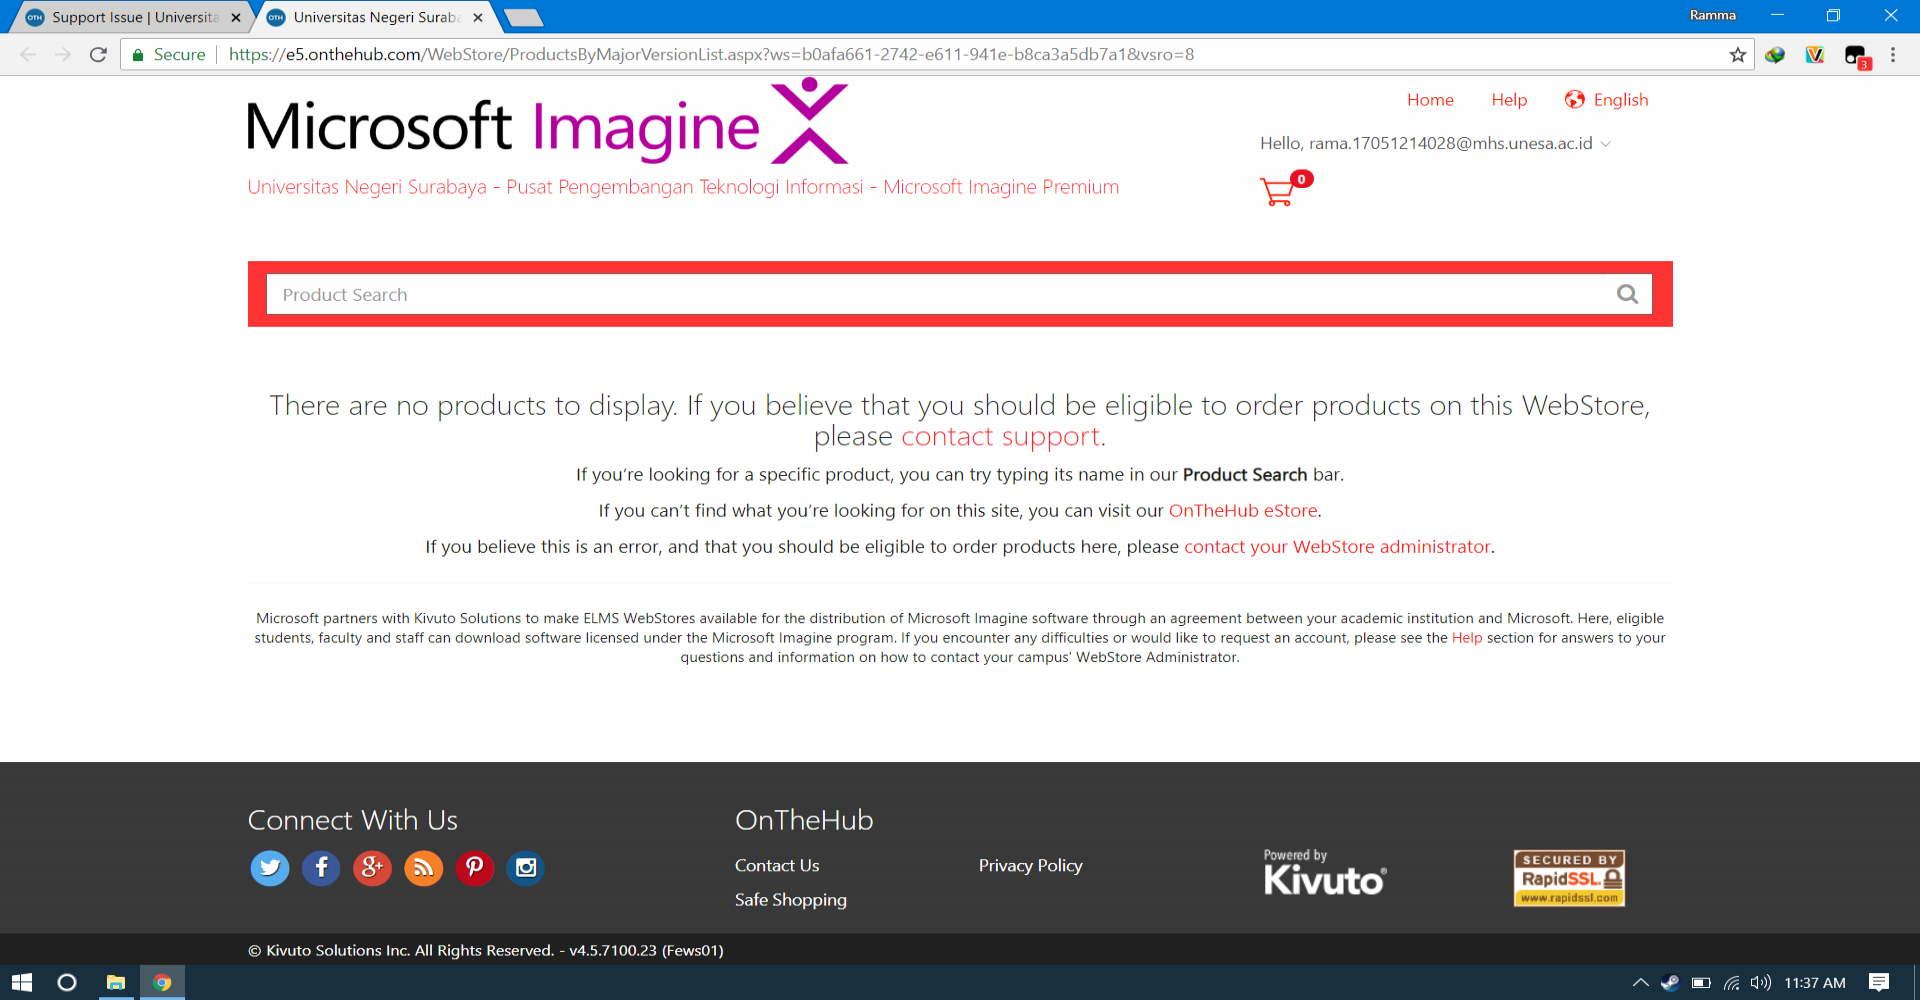 Support Issue | Universita
Universitas Negeri Surab
Ramma
Secure
https://e5.onthehub.com/WebStore/ProductsByMajorVersionList.aspx?ws=b0afa661-2742-e611-941e-b8ca3a5db7a1&vsro=8
3
Microsoft Imagine
Home Help English
Hello, rama.17051214028@mhs.unesa.ac.id
Universitas Negeri Surabaya - Pusat Pengembangan Teknologi Informasi - Microsoft Imagine Premium
0
Product Search
There are no products to display. If you believe that you should be eligible to order products on this WebStore,
please contact support.
If you're looking for a specific product, you can try typing its name in our Product Search bar.
If you can't find what you're looking for on this site, you can visit our OnTheHub eStore.
If you believe this is an error, and that you should be eligible to order products here, please contact your WebStore administrator.
Microsoft partners with Kivuto Solutions to make ELMS WebStores available for the distribution of Microsoft Imagine software through an agreement between your academic institution and Microsoft. Here, eligible
students, faculty and staff can download software licensed under the Microsoft Imagine program. If you encounter any difficulties or would like to request an account, please see the Help section for answers to your
questions and information on how to contact your campus' WebStore Administrator.
Connect With Us
OnTheHub
Contact Us
Privacy Policy
Safe Shopping
Powered by
Kivuto®
SECURED BY
RapidSSL.
www.rapidssl.com
© Kivuto Solutions Inc. All Rights Reserved. - v4.5.7100.23 (Fews01)
11:37 AM